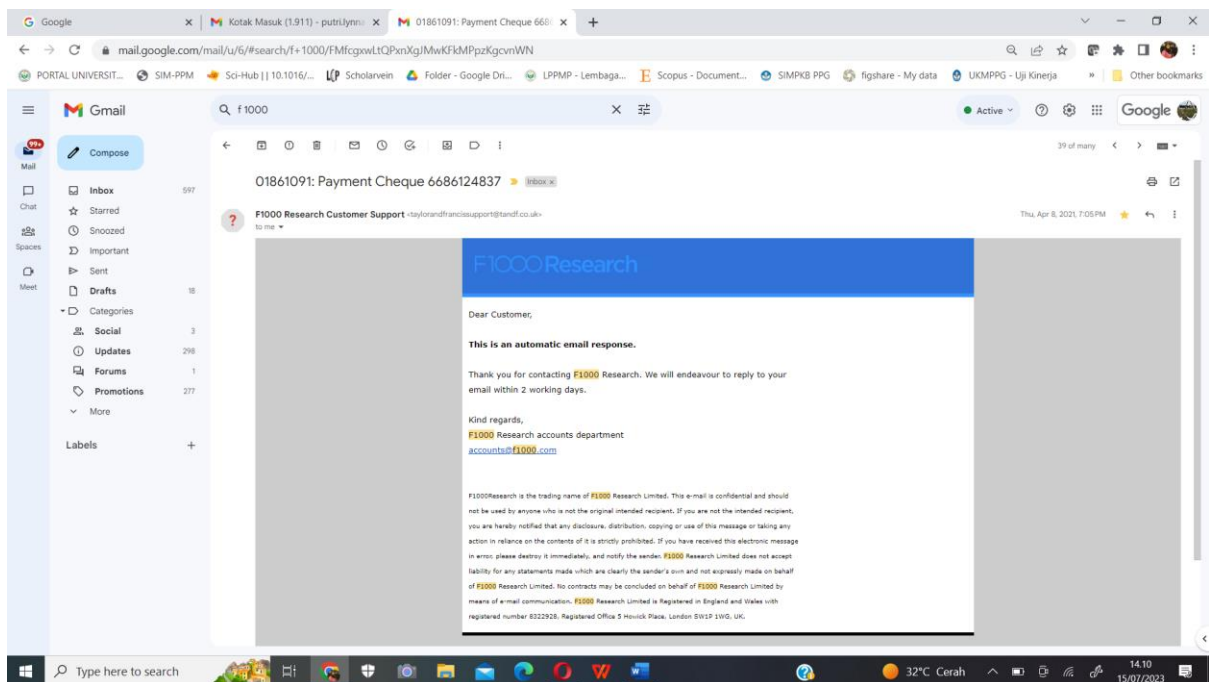 Google
Kotak Masuk (1.911) - putri.lynna
01861091: Payment Cheque 668
mail.google.com/mail/u/6/#search/f+1000/FMfcgxwLtQPxnXgJMwKFkMPpzKgcvnWN
PORTAL UNIVERSIT... SIM-PPM Sci-Hub || 10.1016/... Scholarvein Folder - Google Dri... LPPMP - Lembaga... Scopus - Document... SIMPKB PPG figshare - My data UKMPPG - Uji Kinerja » Other bookmarks
Gmail
f 1000
Active
Google
99+
Mail
Chat
Spaces
Meet
Compose
Inbox 597
Starred
Snoozed
Important
Sent
Drafts 18
Categories
Social 3
Updates 298
Forums 1
Promotions 277
More
Labels +
39 of many
01861091: Payment Cheque 6686124837 Inbox x
F1000 Research Customer Support <taylorandfrancissupport@tandf.co.uk>
to me
Thu, Apr 8, 2021, 7:05 PM
F1000Research
Dear Customer,
This is an automatic email response.
Thank you for contacting F1000 Research. We will endeavour to reply to your
email within 2 working days.
Kind regards,
F1000 Research accounts department
accounts@f1000.com
F1000Research is the trading name of F1000 Research Limited. This e-mail is confidential and should
not be used by anyone who is not the original intended recipient. If you are not the intended recipient,
you are hereby notified that any disclosure, distribution, copying or use of this message or taking any
action in reliance on the contents of it is strictly prohibited. If you have received this electronic message
in error, please destroy it immediately, and notify the sender. F1000 Research Limited does not accept
liability for any statements made which are clearly the sender's own and not expressly made on behalf
of F1000 Research Limited. No contracts may be concluded on behalf of F1000 Research Limited by
means of e-mail communication. F1000 Research Limited is Registered in England and Wales with
registered number 8322928, Registered Office 5 Howick Place, London SW1P 1WG, UK.
Type here to search
32°C Cerah
14.10
15/07/2023